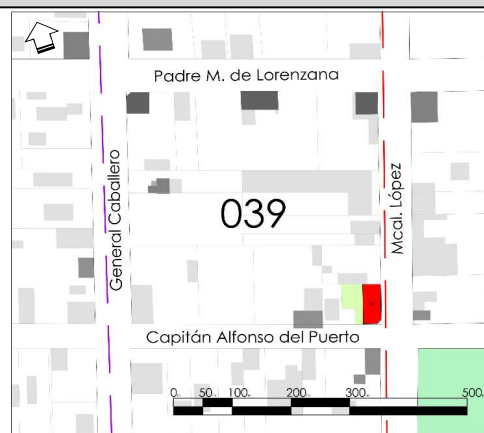 Padre M. de Lorenzana
General Caballero
039
Mcal. López
Capitán Alfonso del Puerto
0 50 100 200 300 500